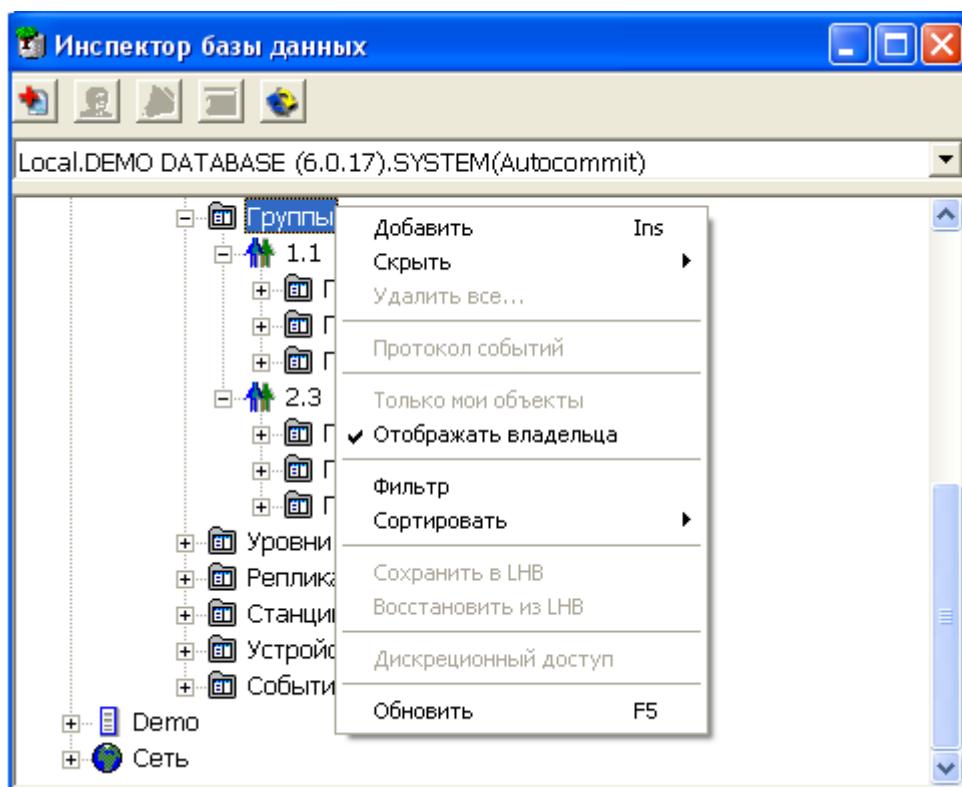 Инспектор базы данных
Local.DEMO DATABASE (6.0.17).SYSTEM(Autocommit)
Группы
1.1
2.3
Уровни
Demo
Сеть
Добавить Ins
Скрыть
Удалить все...
Протокол событий
Только мои объекты
Отображать владельца
Фильтр
Сортировать
Сохранить в LHB
Восстановить из LHB
Дискреционный доступ
Обновить F5